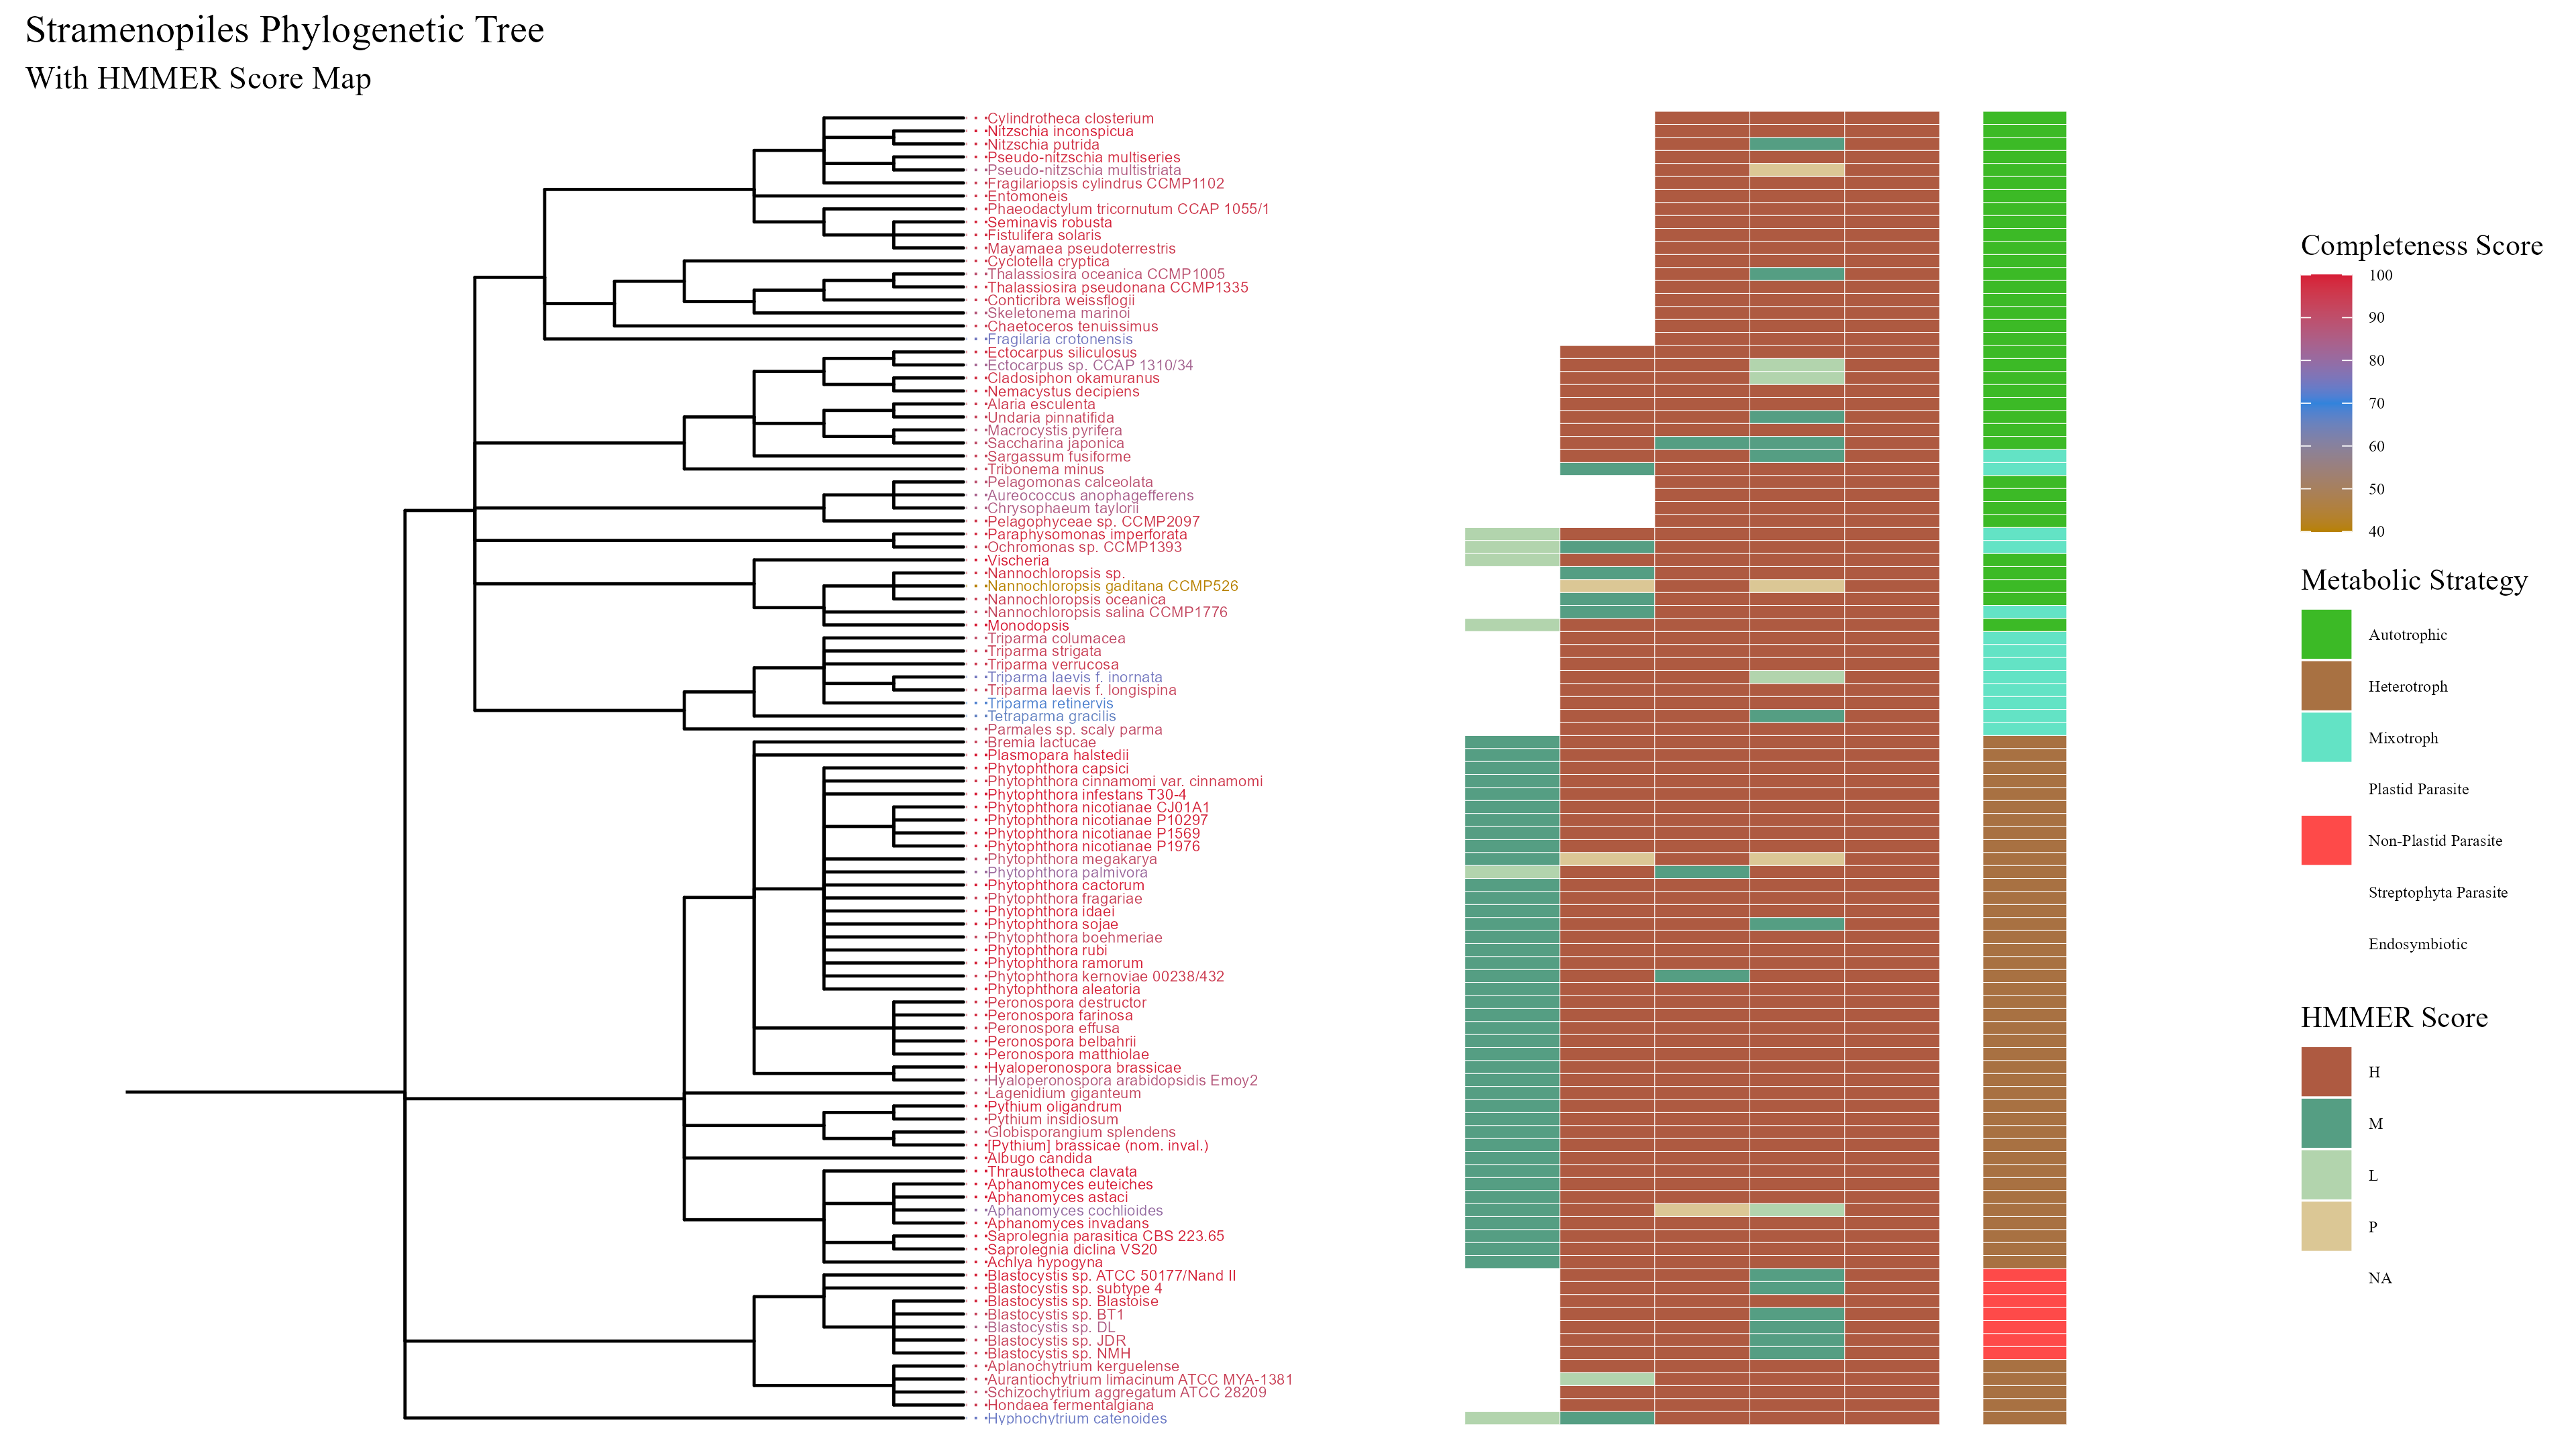 Stramenopiles Phylogenetic Tree
With HMMER Score Map
Cylindrotheca closterium
Nitzschia inconspicua
Nitzschia putrida
Pseudo-nitzschia multiseries
Pseudo-nitzschia multistriata
Fragilariopsis cylindrus CCMP1102
Entomoneis
Phaeodactylum tricornutum CCAP 1055/1
Seminavis robusta
Fistulifera solaris
Mayamaea pseudoterrestris
Cyclotella cryptica
Thalassiosira oceanica CCMP1005
Thalassiosira pseudonana CCMP1335
Conticribra weissflogii
Skeletonema marinoi
Chaetoceros tenuissimus
Fragilaria crotonensis
Ectocarpus siliculosus
Ectocarpus sp. CCAP 1310/34
Cladosiphon okamuranus
Nemacystus decipiens
Alaria esculenta
Undaria pinnatifida
Macrocystis pyrifera
Saccharina japonica
Sargassum fusiforme
Tribonema minus
Pelagomonas calceolata
Aureococcus anophagefferens
Chrysophaeum taylorii
Pelagophyceae sp. CCMP2097
Paraphysomonas imperforata
Ochromonas sp. CCMP1393
Vischeria
Nannochloropsis sp.
Nannochloropsis gaditana CCMP526
Nannochloropsis oceanica
Nannochloropsis salina CCMP1776
Monodopsis
Triparma columacea
Triparma strigata
Triparma verrucosa
Triparma laevis f. inornata
Triparma laevis f. longispina
Triparma retinervis
Tetraparma gracilis
Parmales sp. scaly parma
Bremia lactucae
Plasmopara halstedii
Phytophthora capsici
Phytophthora cinnamomi var. cinnamomi
Phytophthora infestans T30-4
Phytophthora nicotianae CJ01A1
Phytophthora nicotianae P10297
Phytophthora nicotianae P1569
Phytophthora nicotianae P1976
Phytophthora megakarya
Phytophthora palmivora
Phytophthora cactorum
Phytophthora fragariae
Phytophthora idaei
Phytophthora sojae
Phytophthora boehmeriae
Phytophthora rubi
Phytophthora ramorum
Phytophthora kernoviae 00238/432
Phytophthora aleatoria
Peronospora destructor
Peronospora farinosa
Peronospora effusa
Peronospora belbahrii
Peronospora matthiolae
Hyaloperonospora brassicae
Hyaloperonospora arabidopsidis Emoy2
Lagenidium giganteum
Pythium oligandrum
Pythium insidiosum
Globisporangium splendens
[Pythium] brassicae (nom. inval.)
Albugo candida
Thraustotheca clavata
Aphanomyces euteiches
Aphanomyces astaci
Aphanomyces cochlioides
Aphanomyces invadans
Saprolegnia parasitica CBS 223.65
Saprolegnia diclina VS20
Achlya hypogyna
Blastocystis sp. ATCC 50177/Nand II
Blastocystis sp. subtype 4
Blastocystis sp. Blastoise
Blastocystis sp. BT1
Blastocystis sp. DL
Blastocystis sp. JDR
Blastocystis sp. NMH
Aplanochytrium kerguelense
Aurantiochytrium limacinum ATCC MYA-1381
Schizochytrium aggregatum ATCC 28209
Hondaea fermentalgiana
Hyphochytrium catenoides
Completeness Score
100
90
80
70
60
50
40
Metabolic Strategy
Autotrophic
Heterotroph
Mixotroph
Plastid Parasite
Non-Plastid Parasite
Streptophyta Parasite
Endosymbiotic
HMMER Score
H
M
L
P
NA